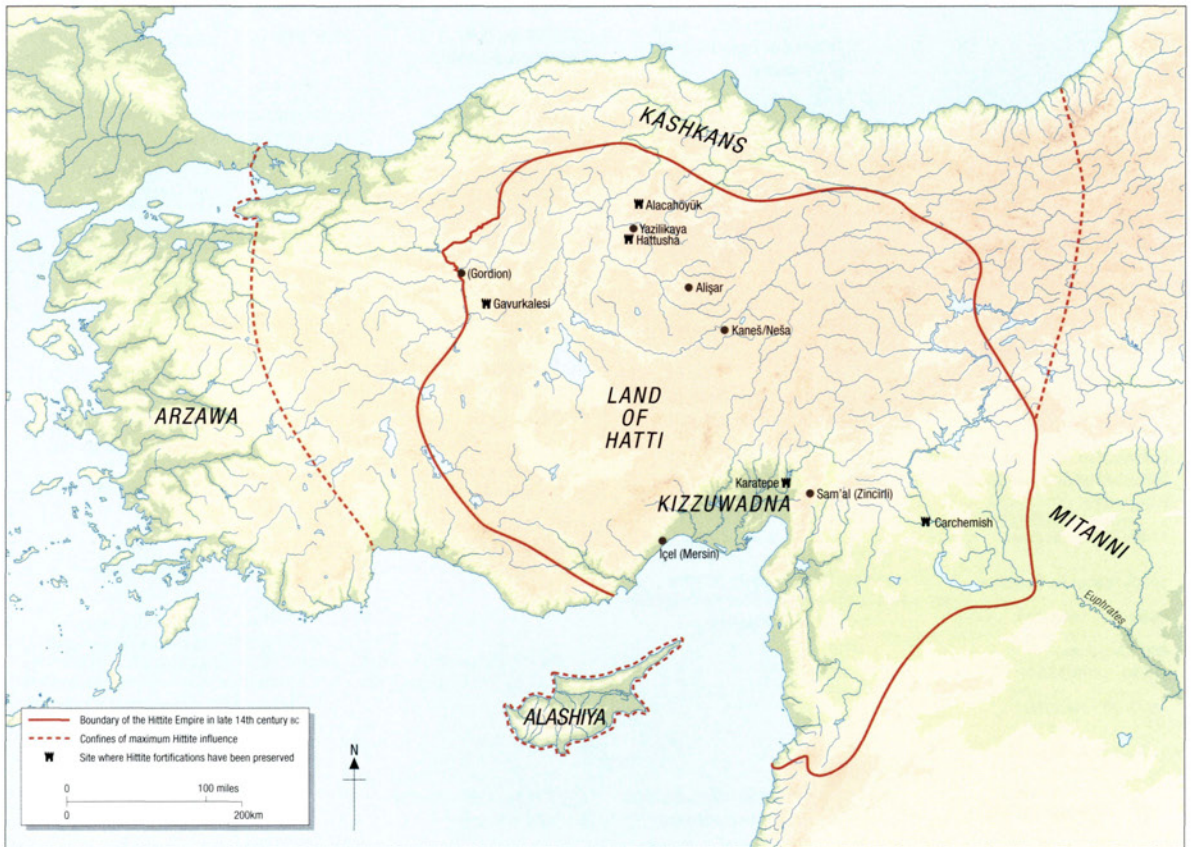 KASHKANS
Alacahöyük
Yazilikaya
Hattusha
(Gordion)
Gavurkalesi
Alişar
Kaneš/Neša
ARZAWA
LAND
OF
HATTI
Karatepe
KIZZUWADNA
Sam'al (Zincirli)
Carchemish
MITANNI
İçel (Mersin)
Euphrates
ALASHIYA
Boundary of the Hittite Empire in late 14th century BC
Confines of maximum Hittite influence
Site where Hittite fortifications have been preserved
0 100 miles
0 200km
N